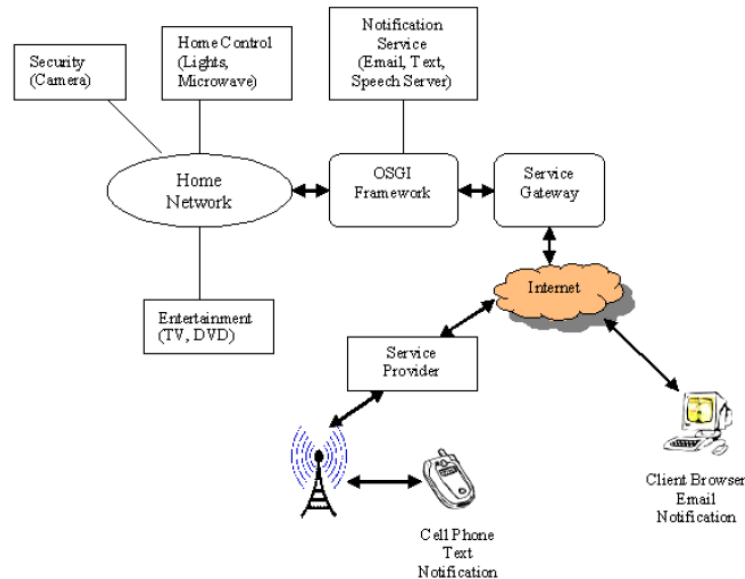 Security
(Camera)
Home Control
(Lights,
Microwave)
Notification
Service
(Email, Text,
Speech Server)
Home
Network
OSGI
Framework
Service
Gateway
Internet
Entertainment
(TV, DVD)
Service
Provider
Client Browser
Email
Notification
Cell Phone
Text
Notification